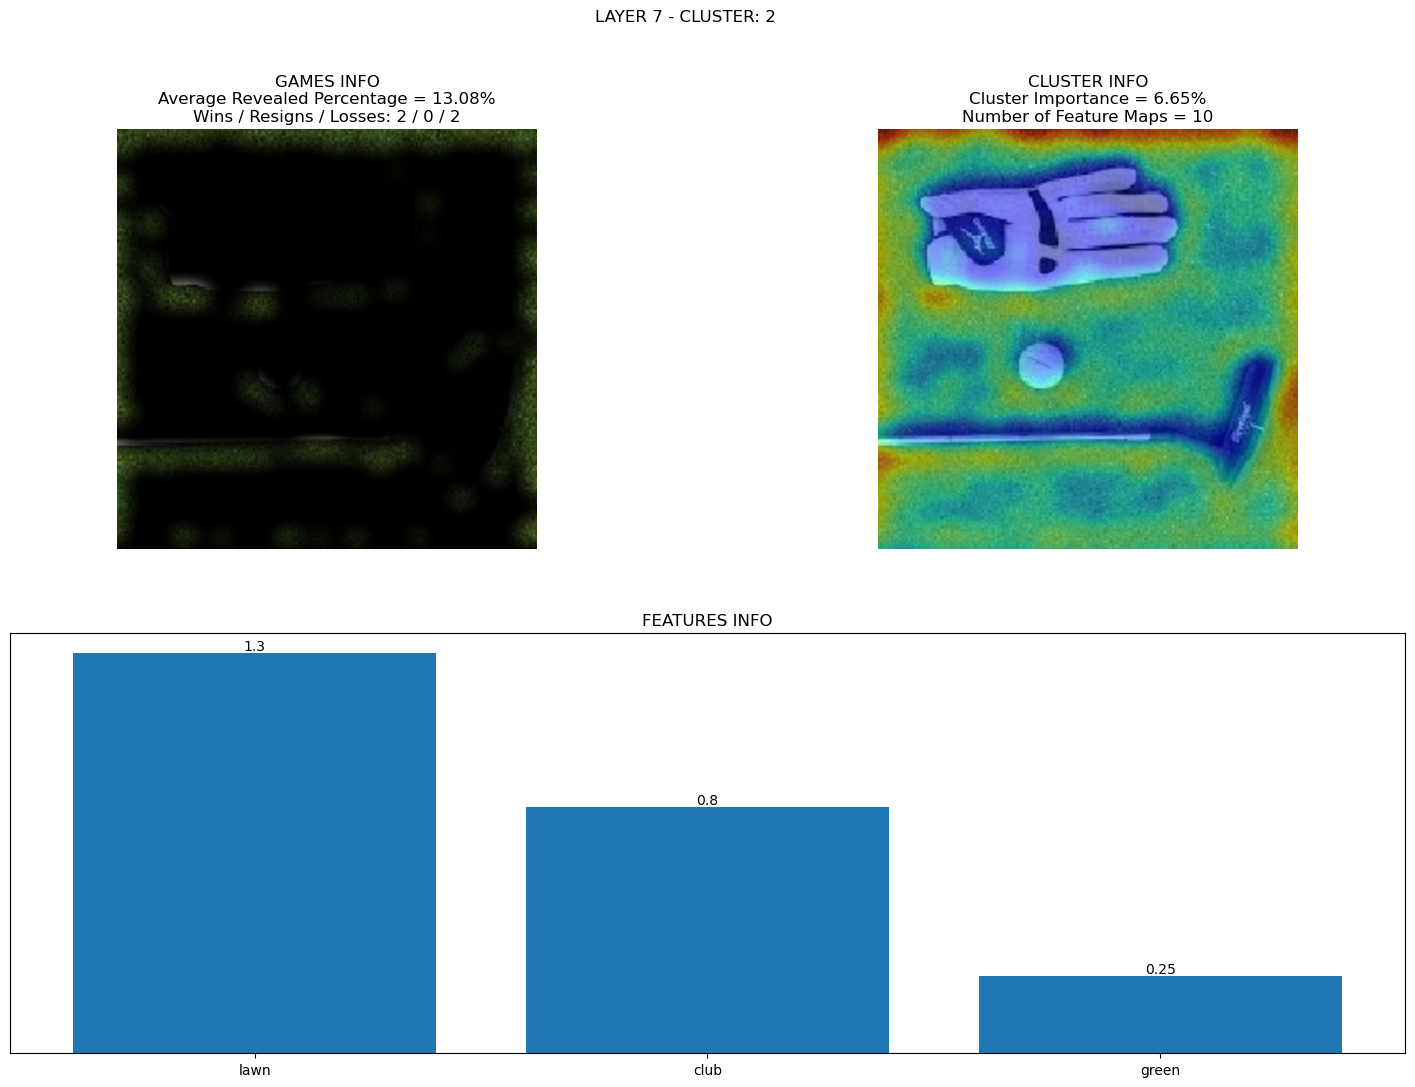 LAYER 7 - CLUSTER: 2
GAMES INFO
Average Revealed Percentage = 13.08%
Wins / Resigns / Losses: 2 / 0 / 2
CLUSTER INFO
Cluster Importance = 6.65%
Number of Feature Maps = 10
FEATURES INFO
1.3
0.8
0.25
lawn
club
green